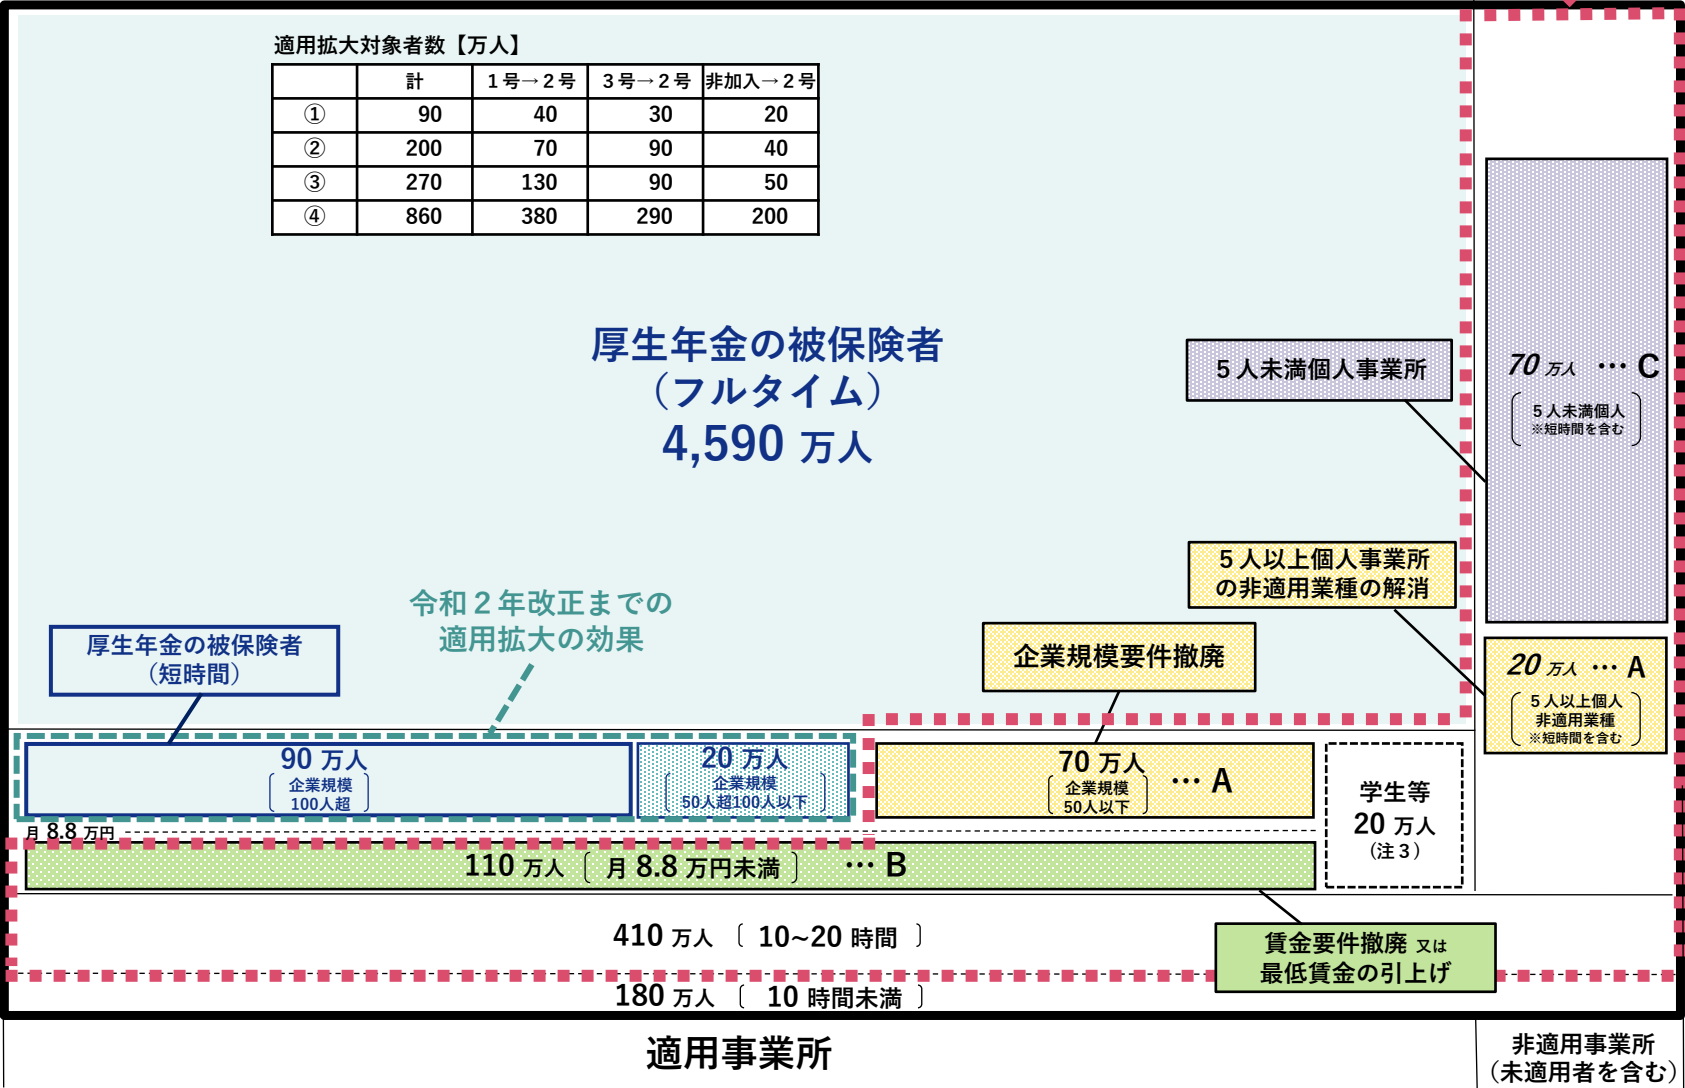 適用拡大対象者数【万人】
計 1号→2号 3号→2号 非加入→2号
① 90 40 30 20
② 200 70 90 40
③ 270 130 90 50
④ 860 380 290 200
厚生年金の被保険者
（フルタイム）
4,590 万人
5人未満個人事業所
70 万人 … C
5人未満個人
※短時間を含む
5人以上個人事業所
の非適用業種の解消
20 万人 … A
5人以上個人
非適用業種
※短時間を含む
令和2年改正までの
適用拡大の効果
厚生年金の被保険者
（短時間）
企業規模要件撤廃
90 万人
企業規模
100人超
20 万人
企業規模
50人超100人以下
70 万人 … A
企業規模
50人以下
学生等
20 万人
（注3）
月 8.8 万円
110 万人〔 月 8.8 万円未満 〕 … B
410 万人〔 10~20 時間 〕
賃金要件撤廃 又は
最低賃金の引上げ
180 万人〔 10 時間未満 〕
適用事業所
非適用事業所
（未適用者を含む）